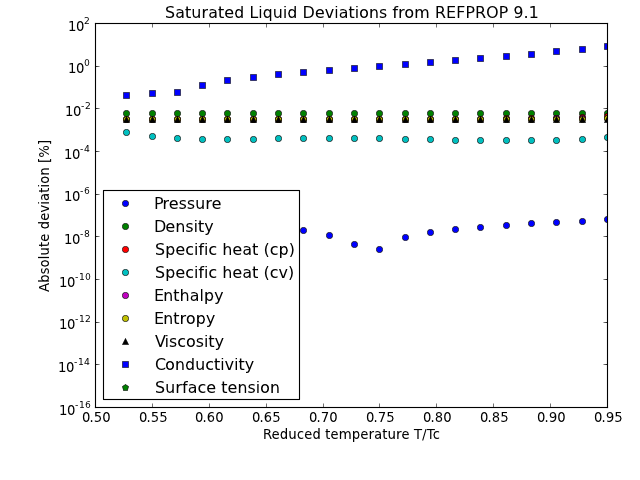 Saturated Liquid Deviations from REFPROP 9.1
10^2
10^0
10^-2
10^-4
10^-6
10^-8
10^-10
10^-12
10^-14
10^-16
Absolute deviation [%]
Pressure
Density
Specific heat (cp)
Specific heat (cv)
Enthalpy
Entropy
Viscosity
Conductivity
Surface tension
0.50 0.55 0.60 0.65 0.70 0.75 0.80 0.85 0.90 0.95
Reduced temperature T/Tc